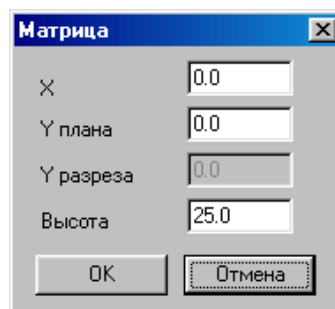 Матрица
X 0.0
Y плана 0.0
Y разреза 0.0
Высота 25.0
OK Отмена